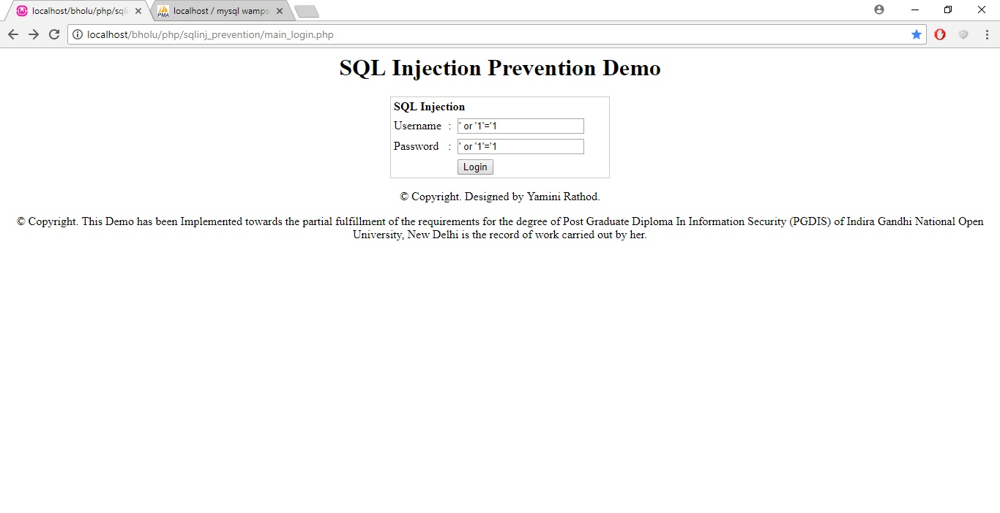 localhost/bholu/php/sqli
localhost / mysql wamps
localhost/bholu/php/sqlinj_prevention/main_login.php
SQL Injection Prevention Demo
SQL Injection
Username : ' or '1'='1
Password : ' or '1'='1
Login
© Copyright. Designed by Yamini Rathod.
© Copyright. This Demo has been Implemented towards the partial fulfillment of the requirements for the degree of Post Graduate Diploma In Information Security (PGDIS) of Indira Gandhi National Open
University, New Delhi is the record of work carried out by her.